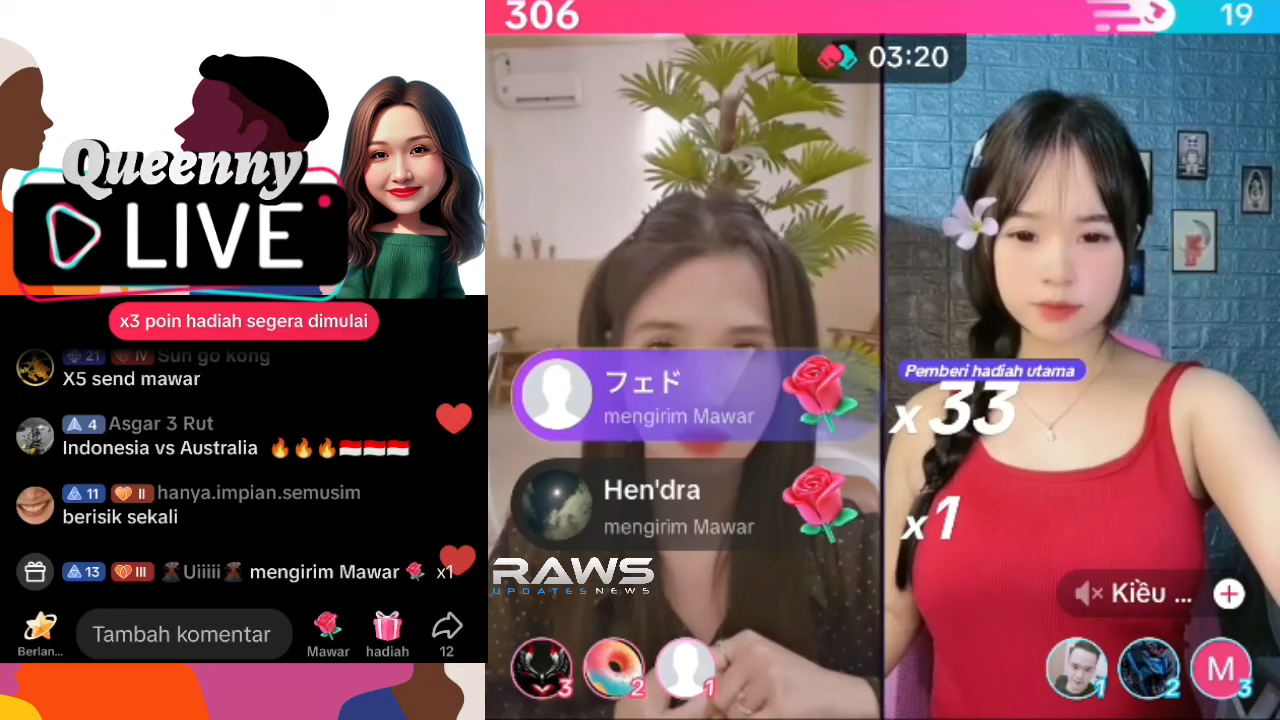 Queenny
LIVE
x3 poin hadiah segera dimulai
21 IV Sun go kong
X5 send mawar
4 Asgar 3 Rut
Indonesia vs Australia 🔥🔥🔥🇮🇩🇮🇩🇮🇩
11 II hanya.impian.semusim
berisik sekali
13 III 🌋Uiiiii🌋 mengirim Mawar 🌹 x1
Berlan...
Tambah komentar
Mawar
hadiah
12
306
19
03:20
フェド
mengirim Mawar
Pemberi hadiah utama
x33
Hen'dra
mengirim Mawar
x1
RAWS
UPDATES NEWS
Kiều ...
3
2
1
1
2
M
3